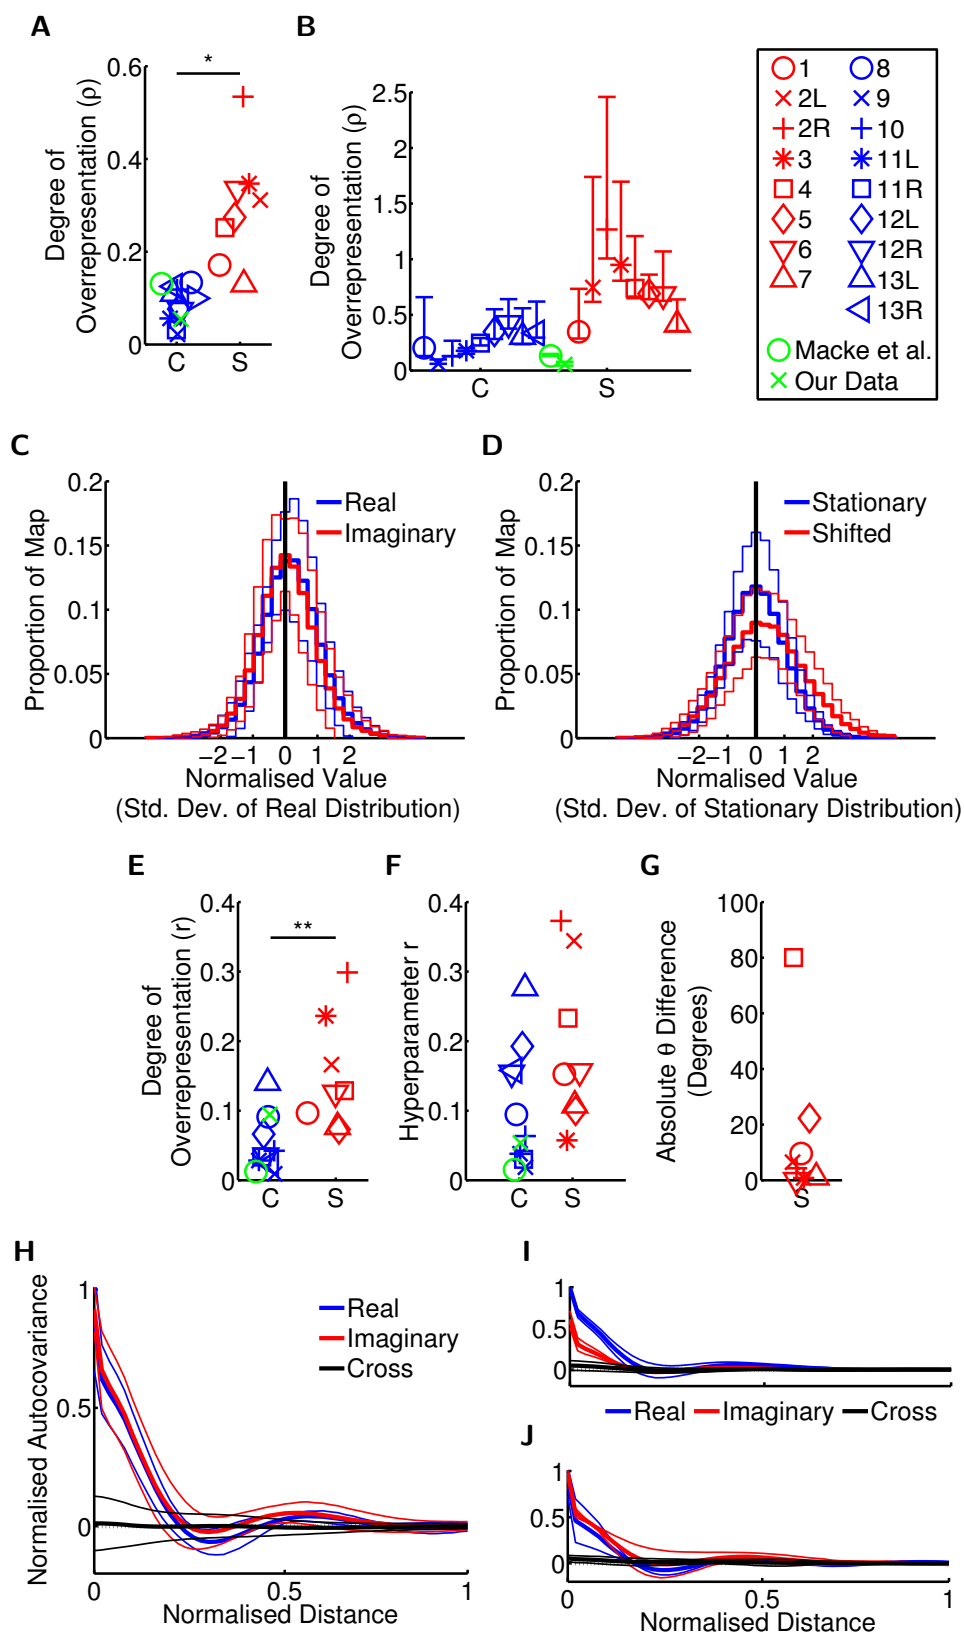 A
B
0.6
0.4
0.2
0
Degree of
Overrepresentation (ρ)
*
C
S
2.5
2
1.5
1
0.5
0
Degree of
Overrepresentation (ρ)
C
S
1
8
2L
9
2R
10
3
11L
4
11R
5
12L
6
12R
7
13L
13R
Macke et al.
Our Data
C
D
0.2
0.15
0.1
0.05
0
Proportion of Map
Real
Imaginary
−2
−1
0
1
2
Normalised Value
(Std. Dev. of Real Distribution)
0.2
0.15
0.1
0.05
0
Proportion of Map
Stationary
Shifted
−2
−1
0
1
2
Normalised Value
(Std. Dev. of Stationary Distribution)
E
F
G
0.4
0.3
0.2
0.1
0
Degree of
Overrepresentation (r)
**
C
S
0.4
0.3
0.2
0.1
0
Hyperparameter r
C
S
100
80
60
40
20
0
Absolute θ Difference
(Degrees)
S
H
I
1
0.5
0
Normalised Autocovariance
Real
Imaginary
Cross
0
0.5
1
Normalised Distance
1
0.5
0
0.5
1
Real
Imaginary
Cross
J
1
0.5
0
0
0.5
1
Normalised Distance